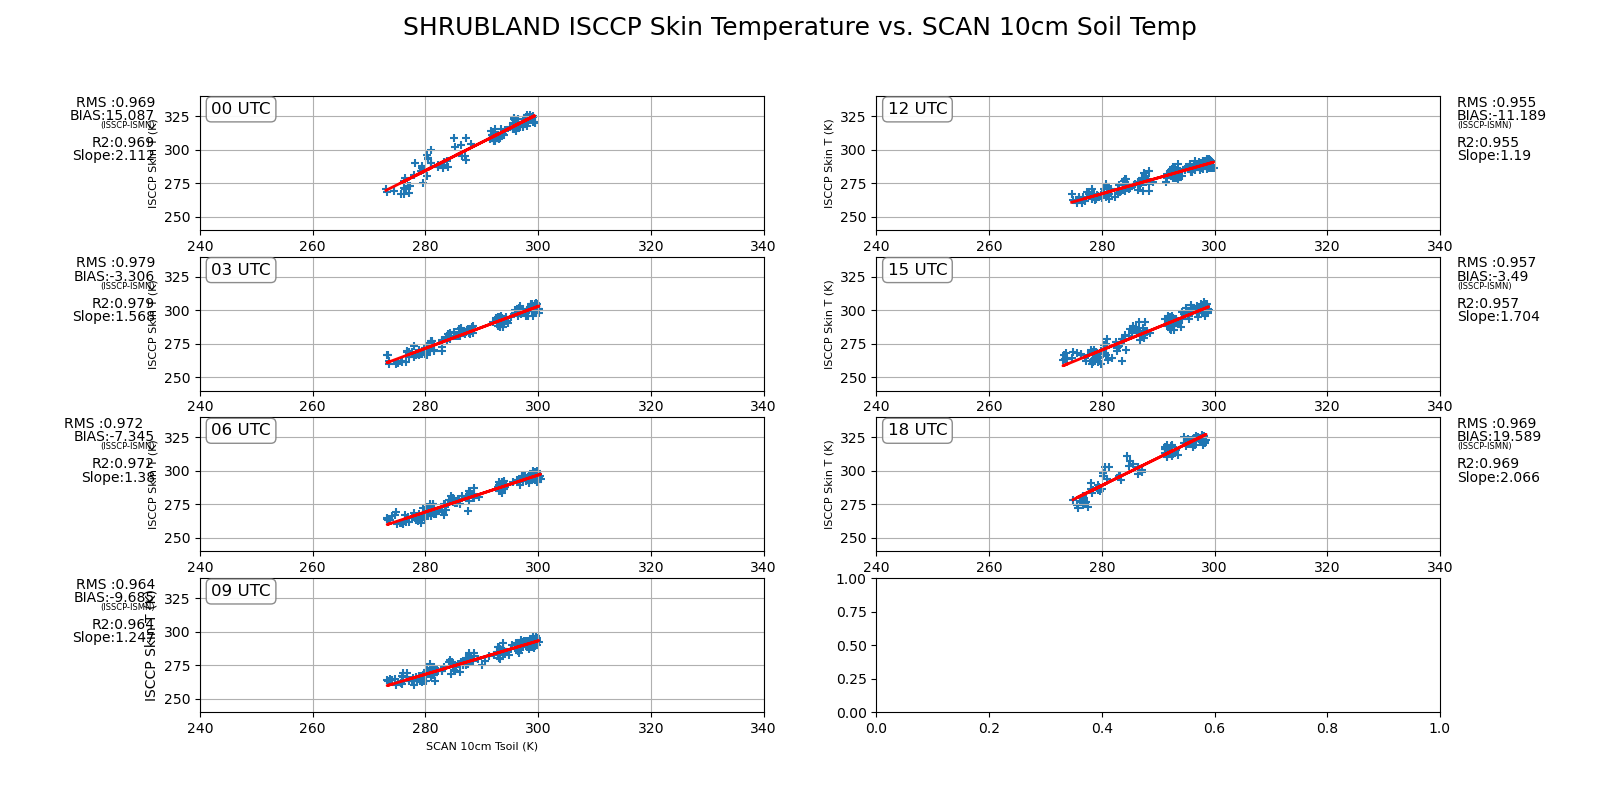 SHRUBLAND ISCCP Skin Temperature vs. SCAN 10cm Soil Temp
RMS :0.969
BIAS:15.087
(ISSCP-ISMN)
R2:0.969
Slope:2.112
ISCCP Skin T (K)
00 UTC
325
300
275
250
240 260 280 300 320 340
12 UTC
ISCCP Skin T (K)
325
300
275
250
240 260 280 300 320 340
RMS :0.955
BIAS:-11.189
(ISSCP-ISMN)
R2:0.955
Slope:1.19
RMS :0.979
BIAS:-3.306
(ISSCP-ISMN)
R2:0.979
Slope:1.568
ISCCP Skin T (K)
03 UTC
325
300
275
250
240 260 280 300 320 340
15 UTC
ISCCP Skin T (K)
325
300
275
250
240 260 280 300 320 340
RMS :0.957
BIAS:-3.49
(ISSCP-ISMN)
R2:0.957
Slope:1.704
RMS :0.972
BIAS:-7.345
(ISSCP-ISMN)
R2:0.972
Slope:1.38
ISCCP Skin T (K)
06 UTC
325
300
275
250
240 260 280 300 320 340
18 UTC
ISCCP Skin T (K)
325
300
275
250
240 260 280 300 320 340
RMS :0.969
BIAS:19.589
(ISSCP-ISMN)
R2:0.969
Slope:2.066
RMS :0.964
BIAS:-9.685
(ISSCP-ISMN)
R2:0.964
Slope:1.247
ISCCP Skin T (K)
09 UTC
325
300
275
250
240 260 280 300 320 340
SCAN 10cm Tsoil (K)
1.00
0.75
0.50
0.25
0.00
0.0 0.2 0.4 0.6 0.8 1.0